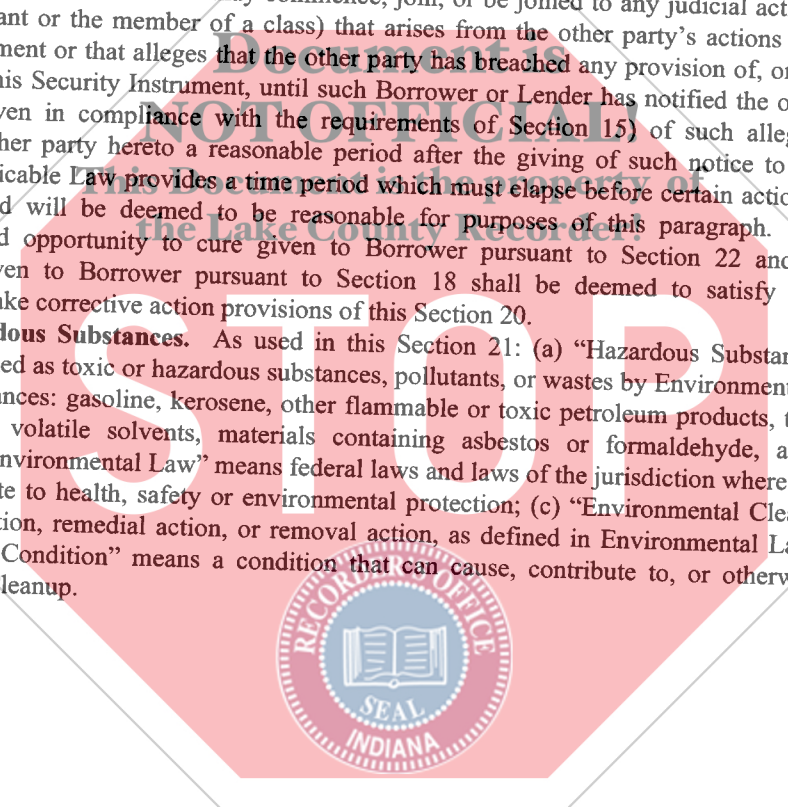 commence, join, or be joined to any judicial act
ant or the member of a class) that arises from the other party's actions
ment or that alleges that the other party has breached any provision of, or
his Security Instrument, until such Borrower or Lender has notified the o
ven in compliance with the requirements of Section 15) of such alleg
her party hereto a reasonable period after the giving of such notice to
icable Law provides a time period which must elapse before certain actio
d will be deemed to be reasonable for purposes of this paragraph.
d opportunity to cure given to Borrower pursuant to Section 22 and
ven to Borrower pursuant to Section 18 shall be deemed to satisfy
ake corrective action provisions of this Section 20.
dous Substances. As used in this Section 21: (a) “Hazardous Substan
ed as toxic or hazardous substances, pollutants, or wastes by Environment
ances: gasoline, kerosene, other flammable or toxic petroleum products, t
volatile solvents, materials containing asbestos or formaldehyde, a
nvironmental Law” means federal laws and laws of the jurisdiction where
te to health, safety or environmental protection; (c) “Environmental Clea
tion, remedial action, or removal action, as defined in Environmental La
Condition” means a condition that can cause, contribute to, or otherw
leanup.
Document is
NOT OFFICIAL!
This Document is the property of
the Lake County Recorder!
STOP
RECORDER'S OFFICE
SEAL
INDIANA